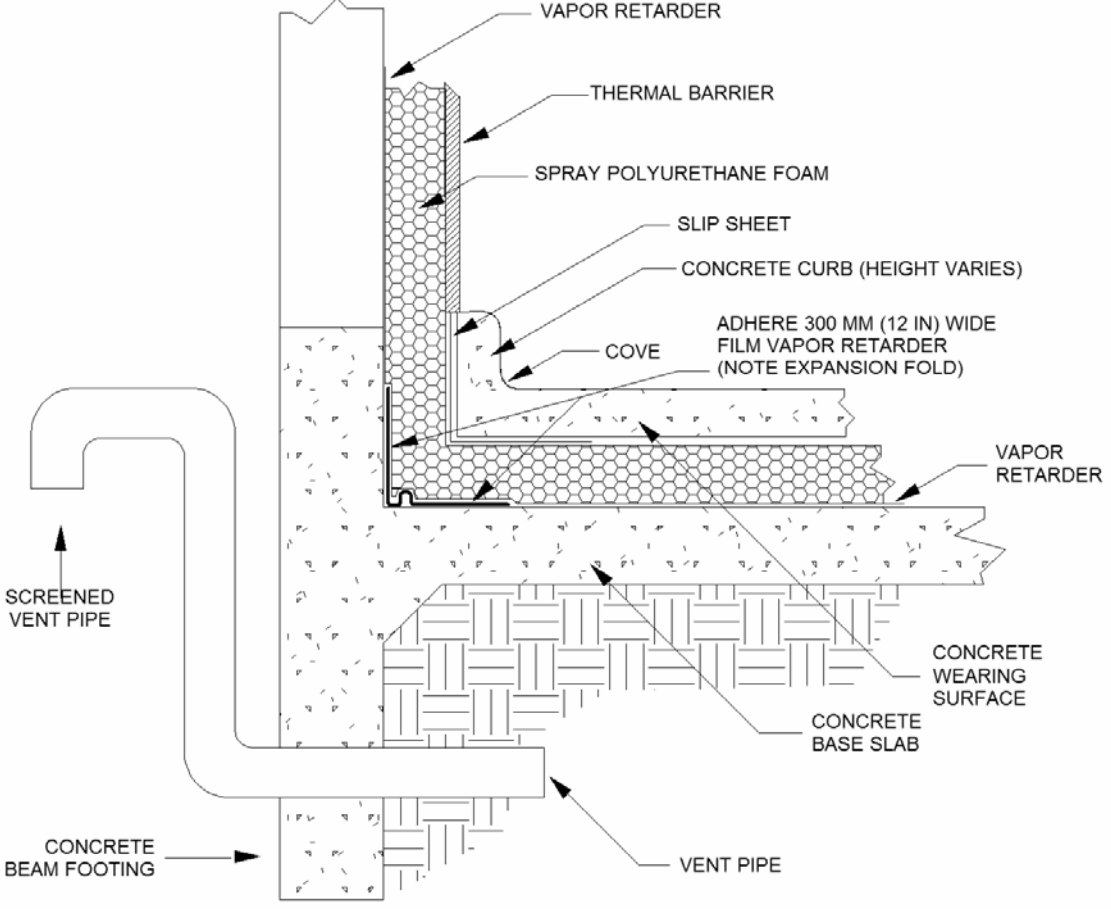 VAPOR RETARDER
THERMAL BARRIER
SPRAY POLYURETHANE FOAM
SLIP SHEET
CONCRETE CURB (HEIGHT VARIES)
ADHERE 300 MM (12 IN) WIDE
FILM VAPOR RETARDER
(NOTE EXPANSION FOLD)
COVE
VAPOR
RETARDER
SCREENED
VENT PIPE
CONCRETE
WEARING
SURFACE
CONCRETE
BASE SLAB
CONCRETE
BEAM FOOTING
VENT PIPE